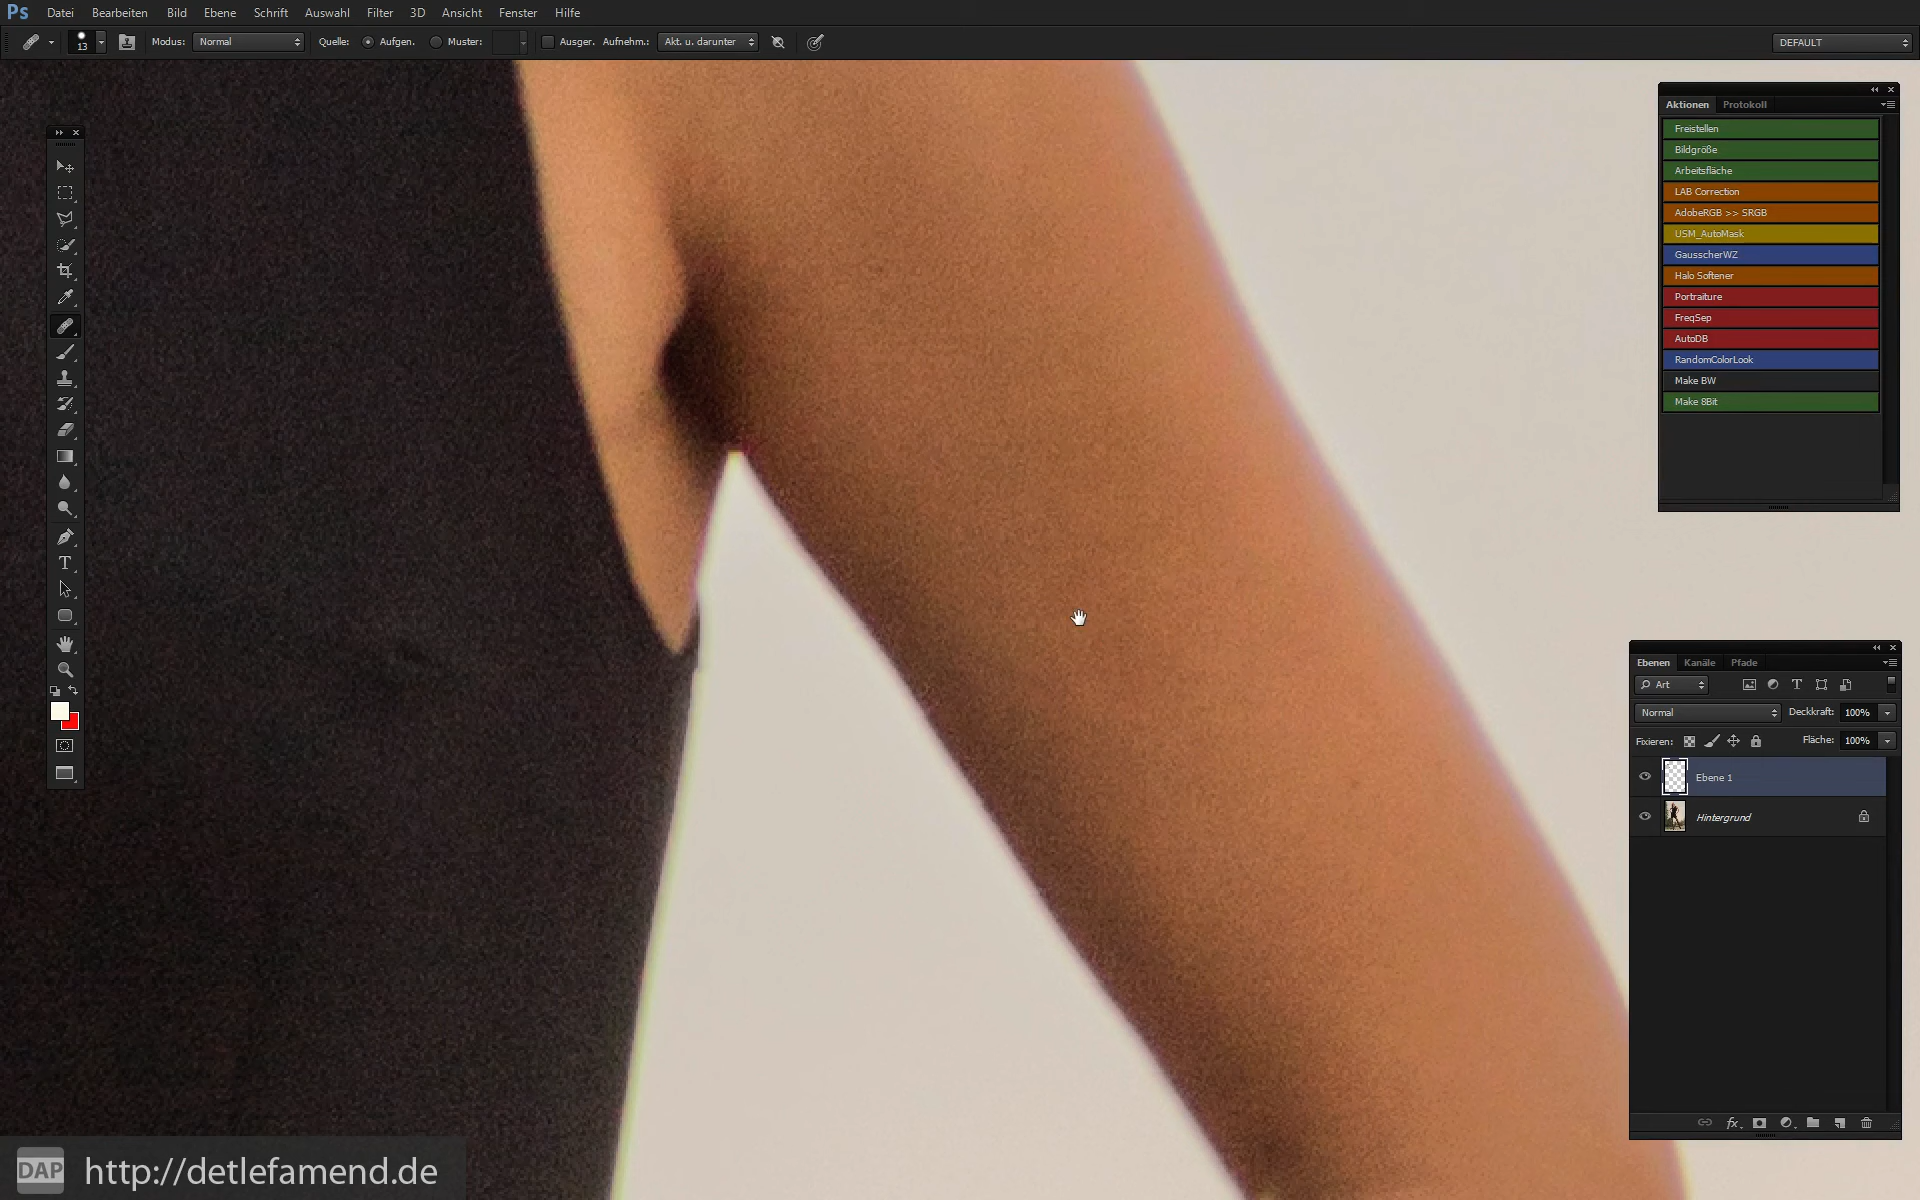 Ps Datei Bearbeiten Bild Ebene Schrift Auswahl Filter 3D Ansicht Fenster Hilfe
13 Modus: Normal Quelle: Aufgen. Muster: Ausger. Aufnehm.: Akt. u. darunter DEFAULT
Aktionen Protokoll
Freistellen
Bildgröße
Arbeitsfläche
LAB Correction
AdobeRGB >> SRGB
USM_AutoMask
GausscherWZ
Halo Softener
Portraiture
FreqSep
AutoDB
RandomColorLook
Make BW
Make 8Bit
Ebenen Kanäle Pfade
Art
Normal Deckkraft: 100%
Fixieren: Fläche: 100%
Ebene 1
Hintergrund
fx
DAP http://detlefamend.de